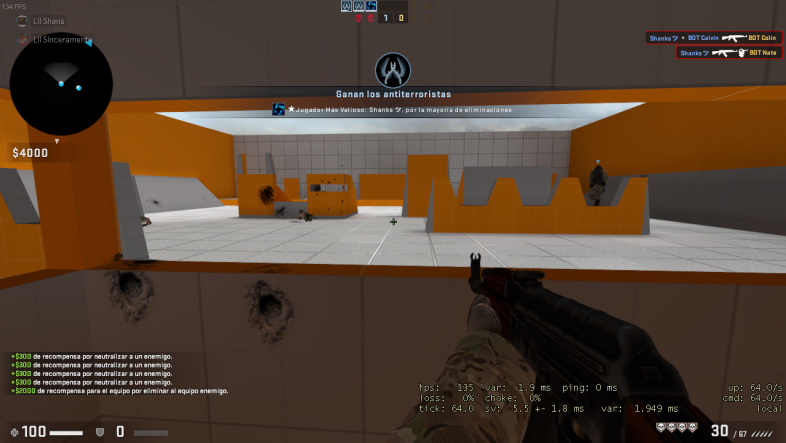 134 FPS
Lil Shans
Lil Sinceramente
1 0
Shanks ツ + BOT Calvin BOT Colin
Shanks ツ BOT Nate
Ganan los antiterroristas
★Jugador Más Valioso: Shanks ツ, por la mayoría de eliminaciones
$4000
+$300 de recompensa por neutralizar a un enemigo.
+$300 de recompensa por neutralizar a un enemigo.
+$300 de recompensa por neutralizar a un enemigo.
+$300 de recompensa por neutralizar a un enemigo.
+$2000 de recompensa para el equipo por eliminar al equipo enemigo.
fps: 135 var: 1.9 ms ping: 0 ms up: 64.0/s
loss: 0% choke: 0% cmd: 64.0/s
tick: 64.0 sv: 5.5 +- 1.8 ms var: 1.949 ms local
100 0 30 / 67